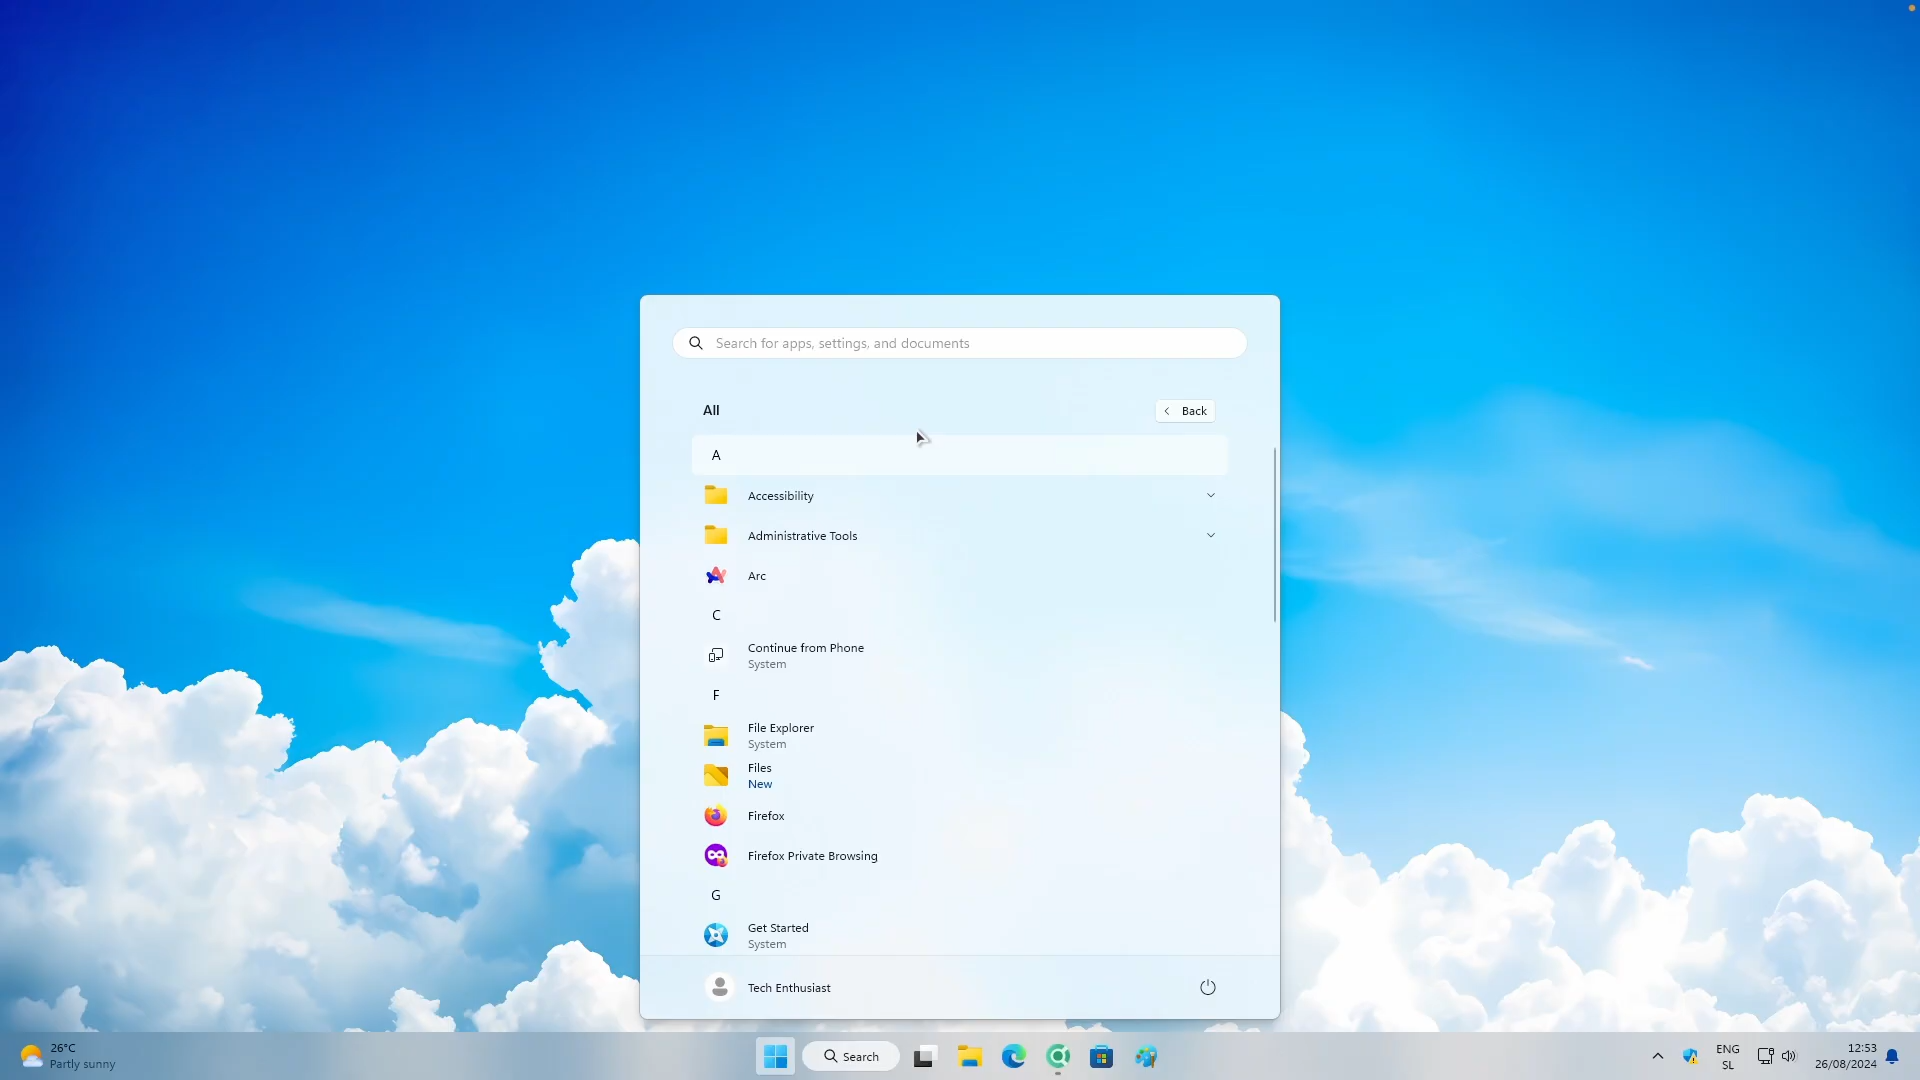 Search for apps, settings, and documents
All
Back
A
Accessibility
Administrative Tools
Arc
C
Continue from Phone
System
F
File Explorer
System
Files
New
Firefox
Firefox Private Browsing
G
Get Started
System
Tech Enthusiast
26°C
Partly sunny
Search
ENG
SL
12:53
26/08/2024